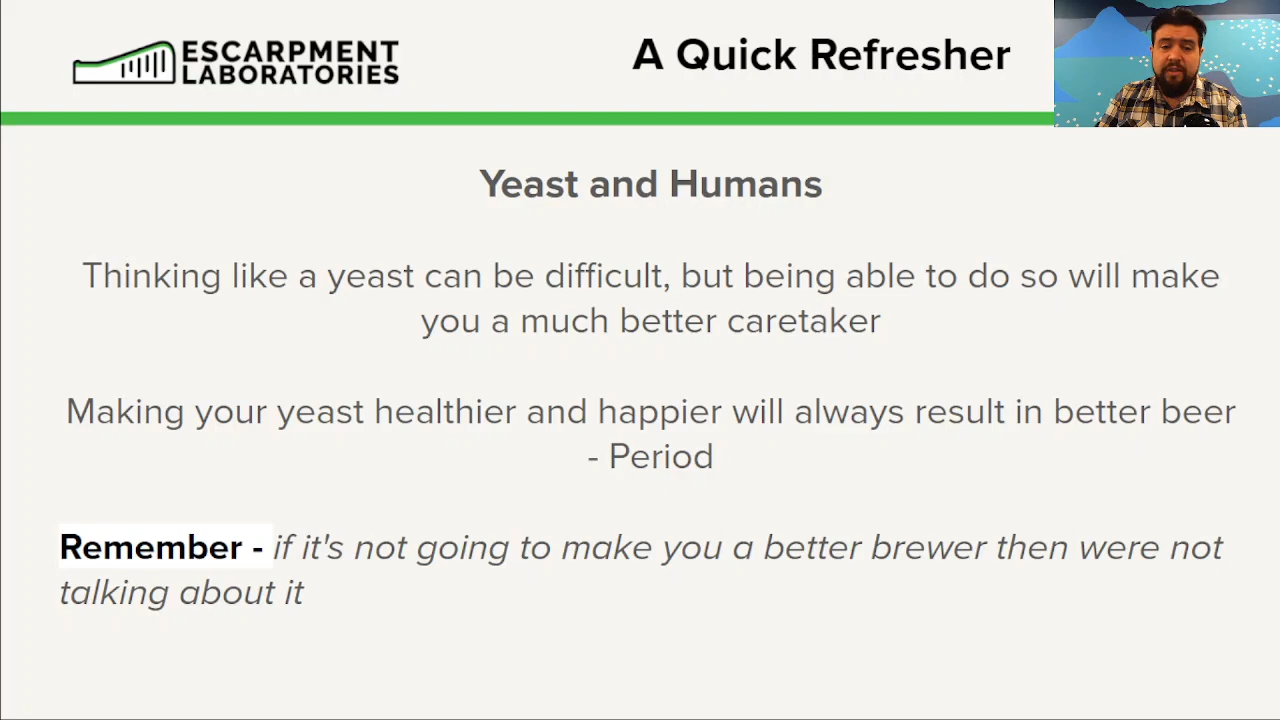 ESCARPMENT
LABORATORIES
A Quick Refresher
Yeast and Humans
Thinking like a yeast can be difficult, but being able to do so will make
you a much better caretaker
Making your yeast healthier and happier will always result in better beer
- Period
Remember - if it's not going to make you a better brewer then were not
talking about it